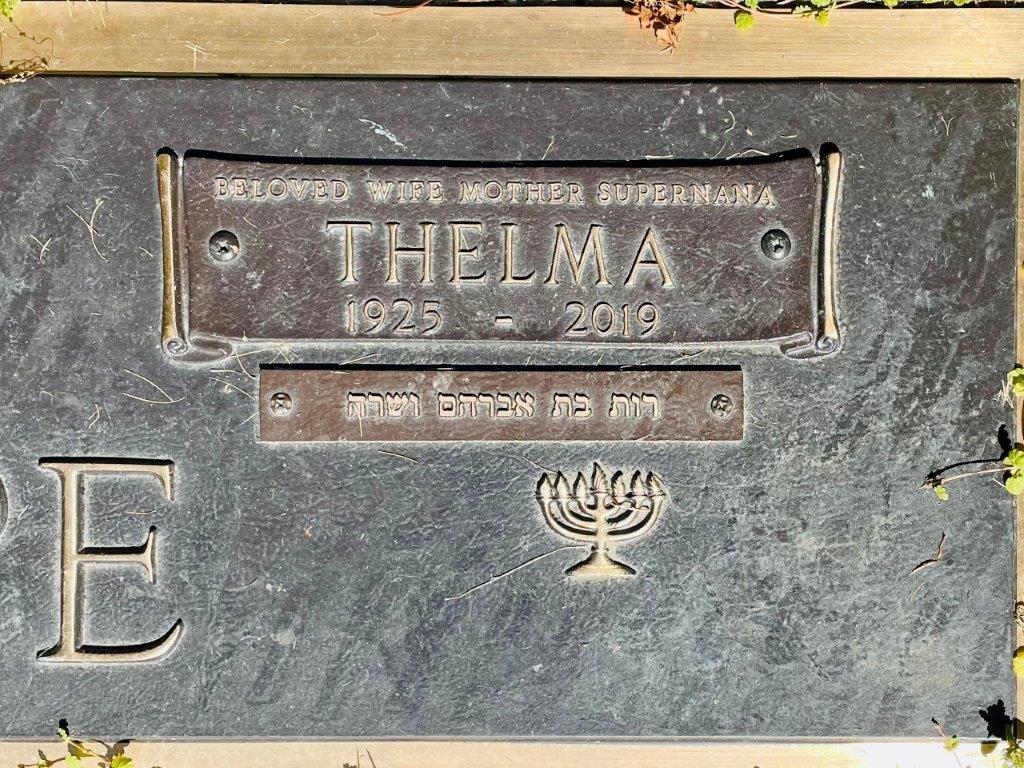 BELOVED WIFE MOTHER SUPERNANA
THELMA
1925 - 2019
רות בת אברהם ושרה
E